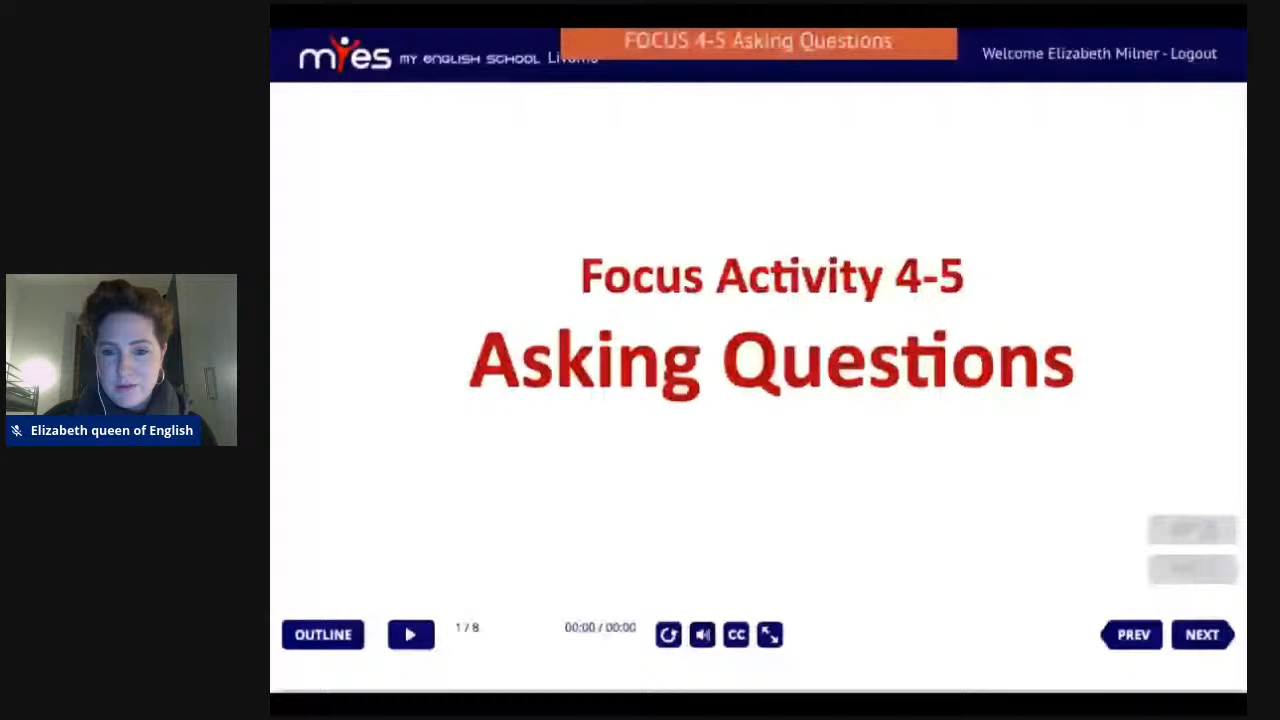 FOCUS 4-5 Asking Questions
myes MY ENGLISH SCHOOL
Welcome Elizabeth Milner - Logout
Focus Activity 4-5
Asking Questions
Elizabeth queen of English
OUTLINE
1 / 8
00:00 / 00:00
CC
PREV
NEXT